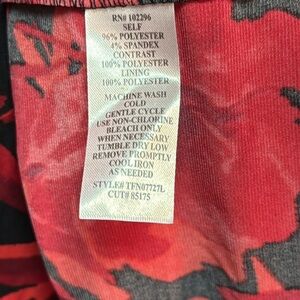 RN# 102296
SELF
96% POLYESTER
4% SPANDEX
CONTRAST
100% POLYESTER
LINING
100% POLYESTER
MACHINE WASH
COLD
GENTLE CYCLE
USE NON-CHLORINE
BLEACH ONLY
WHEN NECESSARY
TUMBLE DRY LOW
REMOVE PROMPTLY
COOL IRON
AS NEEDED
STYLE# TFN07727L
CUT# 85175